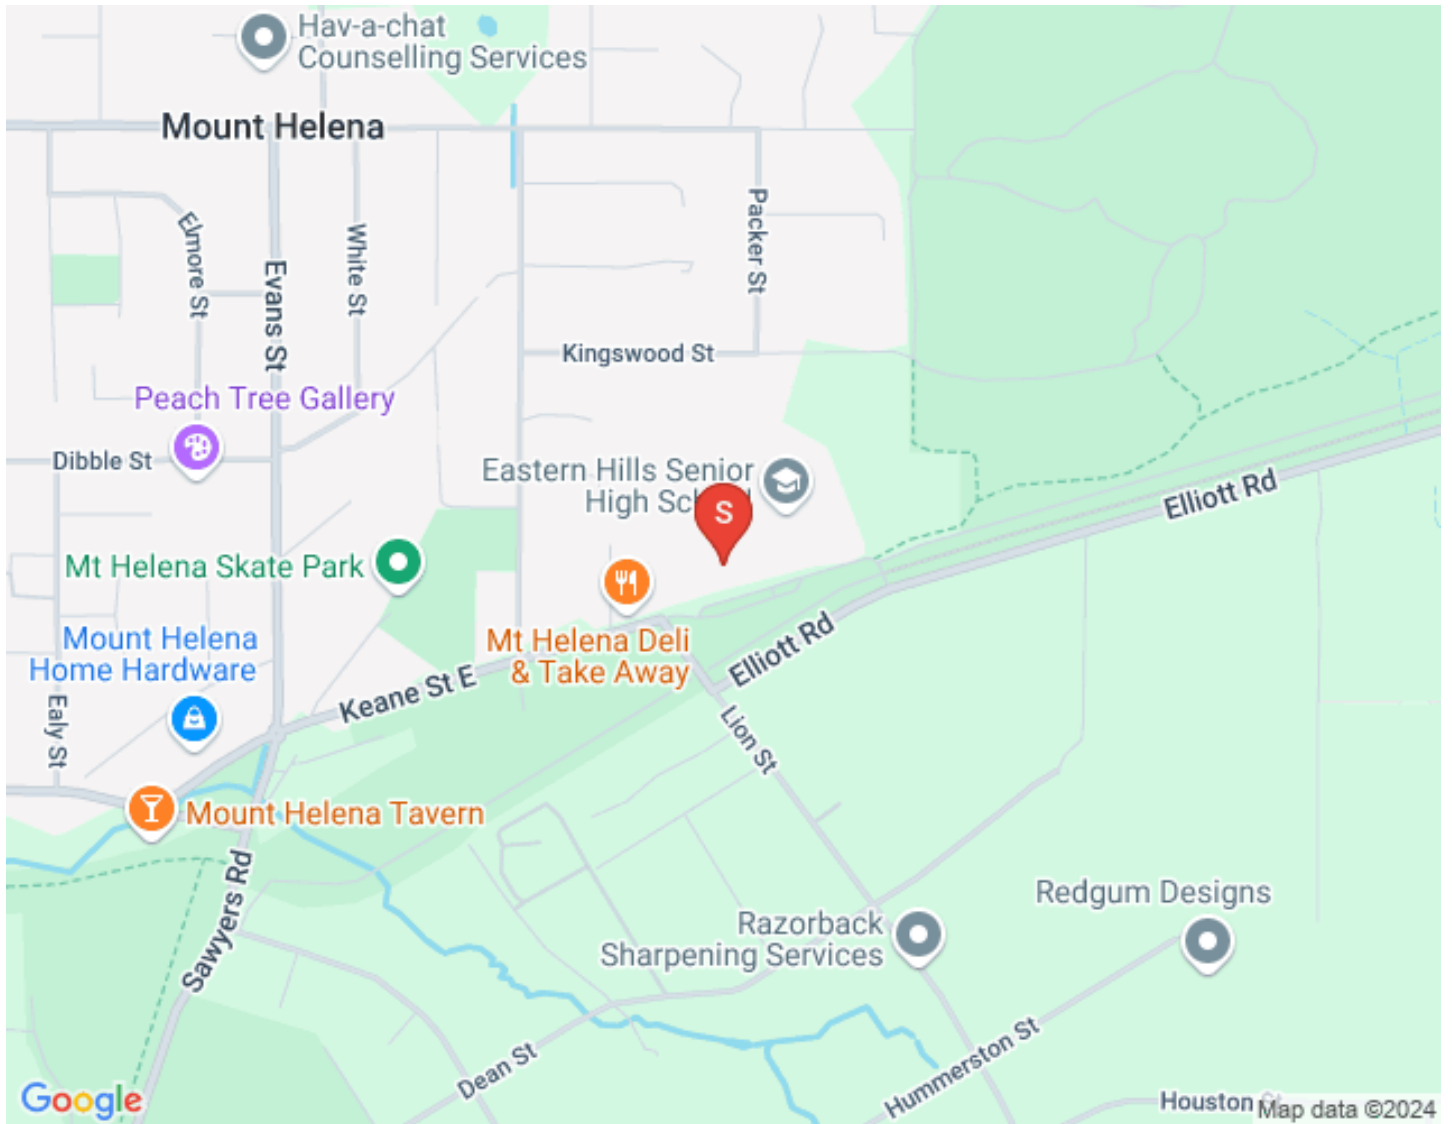 Hav-a-chat
Counselling Services
Mount Helena
Packer St
Elmore St
White St
Evans St
Kingswood St
Peach Tree Gallery
Dibble St
Eastern Hills Senior
High School
S
Elliott Rd
Mt Helena Skate Park
Mount Helena
Home Hardware
Mt Helena Deli
& Take Away
Elliott Rd
Keane St E
Ealy St
Lion St
Mount Helena Tavern
Sawyers Rd
Redgum Designs
Razorback
Sharpening Services
Dean St
Hummerston St
Houston St
Google
Map data ©2024